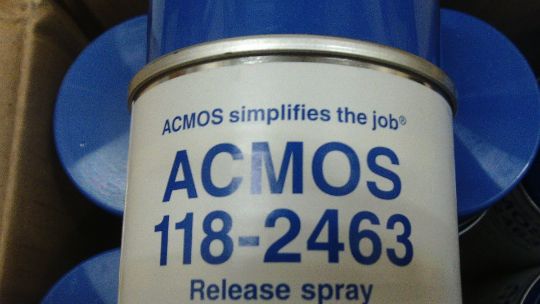 ACMOS simplifies the job®
ACMOS
118-2463
Release spray